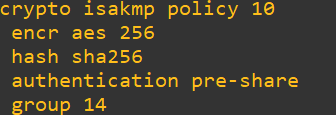 crypto isakmp policy 10
 encr aes 256
 hash sha256
 authentication pre-share
 group 14